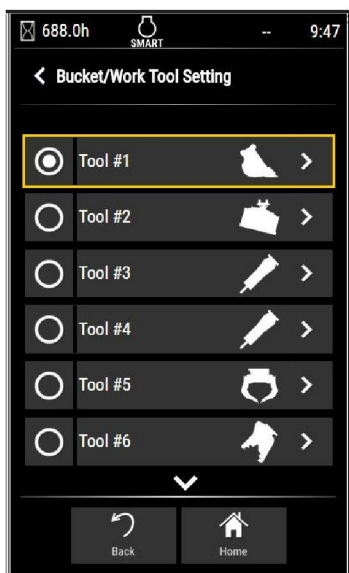 688.0h
SMART
--
9:47
Bucket/Work Tool Setting
Tool #1
Tool #2
Tool #3
Tool #4
Tool #5
Tool #6
Back
Home